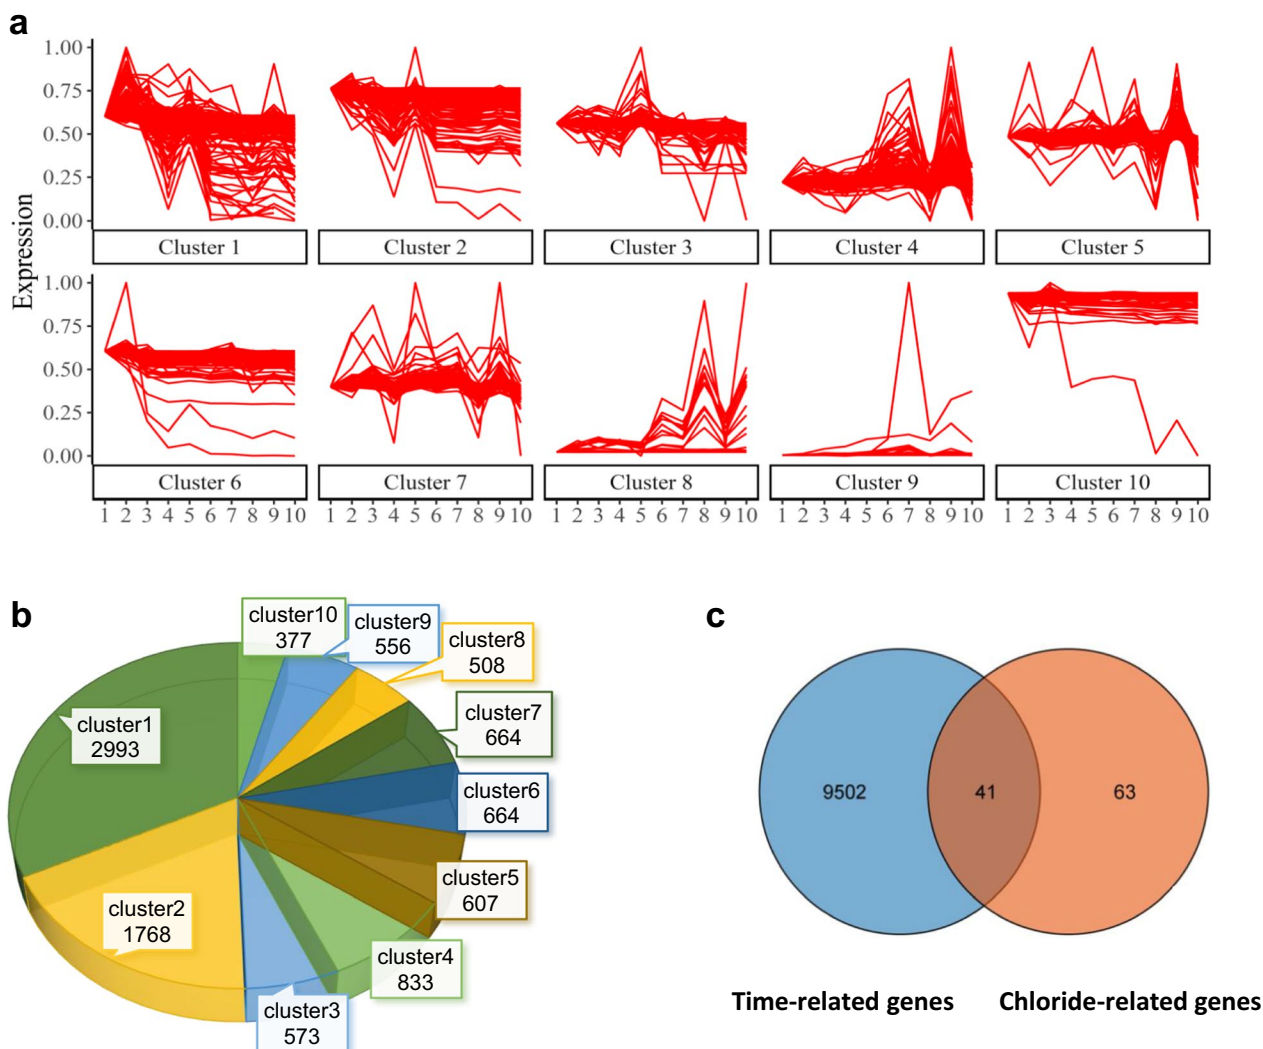 a
Expression
1.00
0.75
0.50
0.25
0.00
Cluster 1
Cluster 2
Cluster 3
Cluster 4
Cluster 5
1.00
0.75
0.50
0.25
0.00
Cluster 6
Cluster 7
Cluster 8
Cluster 9
Cluster 10
1 2 3 4 5 6 7 8 9 10
1 2 3 4 5 6 7 8 9 10
1 2 3 4 5 6 7 8 9 10
1 2 3 4 5 6 7 8 9 10
1 2 3 4 5 6 7 8 9 10
b
cluster10
377
cluster9
556
cluster8
508
cluster7
664
cluster6
664
cluster5
607
cluster4
833
cluster3
573
cluster2
1768
cluster1
2993
c
9502
41
63
Time-related genes
Chloride-related genes